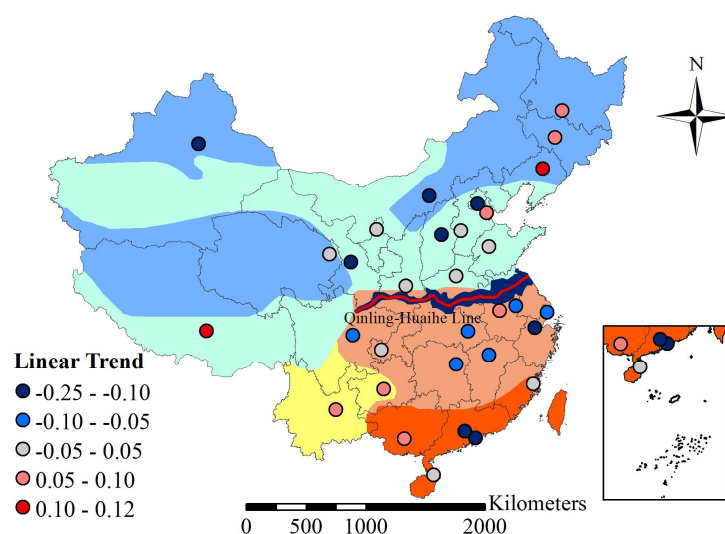 N
Qinling-Huaihe Line
Linear Trend
-0.25 - -0.10
-0.10 - -0.05
-0.05 - 0.05
0.05 - 0.10
0.10 - 0.12
Kilometers
0 500 1000 2000